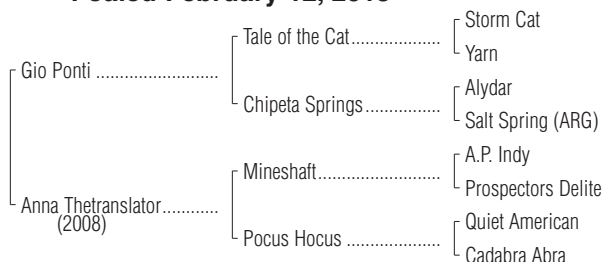 Foaled February 12,
Storm Cat
Tale of the Cat....................
Yarn
Gio Ponti ...........................
Alydar
Chipeta Springs.................
Salt Spring (ARG)
A.P. Indy
Mineshaft...........................
Prospectors Delite
Anna Thetranslator............
(2008)
Quiet American
Pocus Hocus .....................
Cadabra Abra